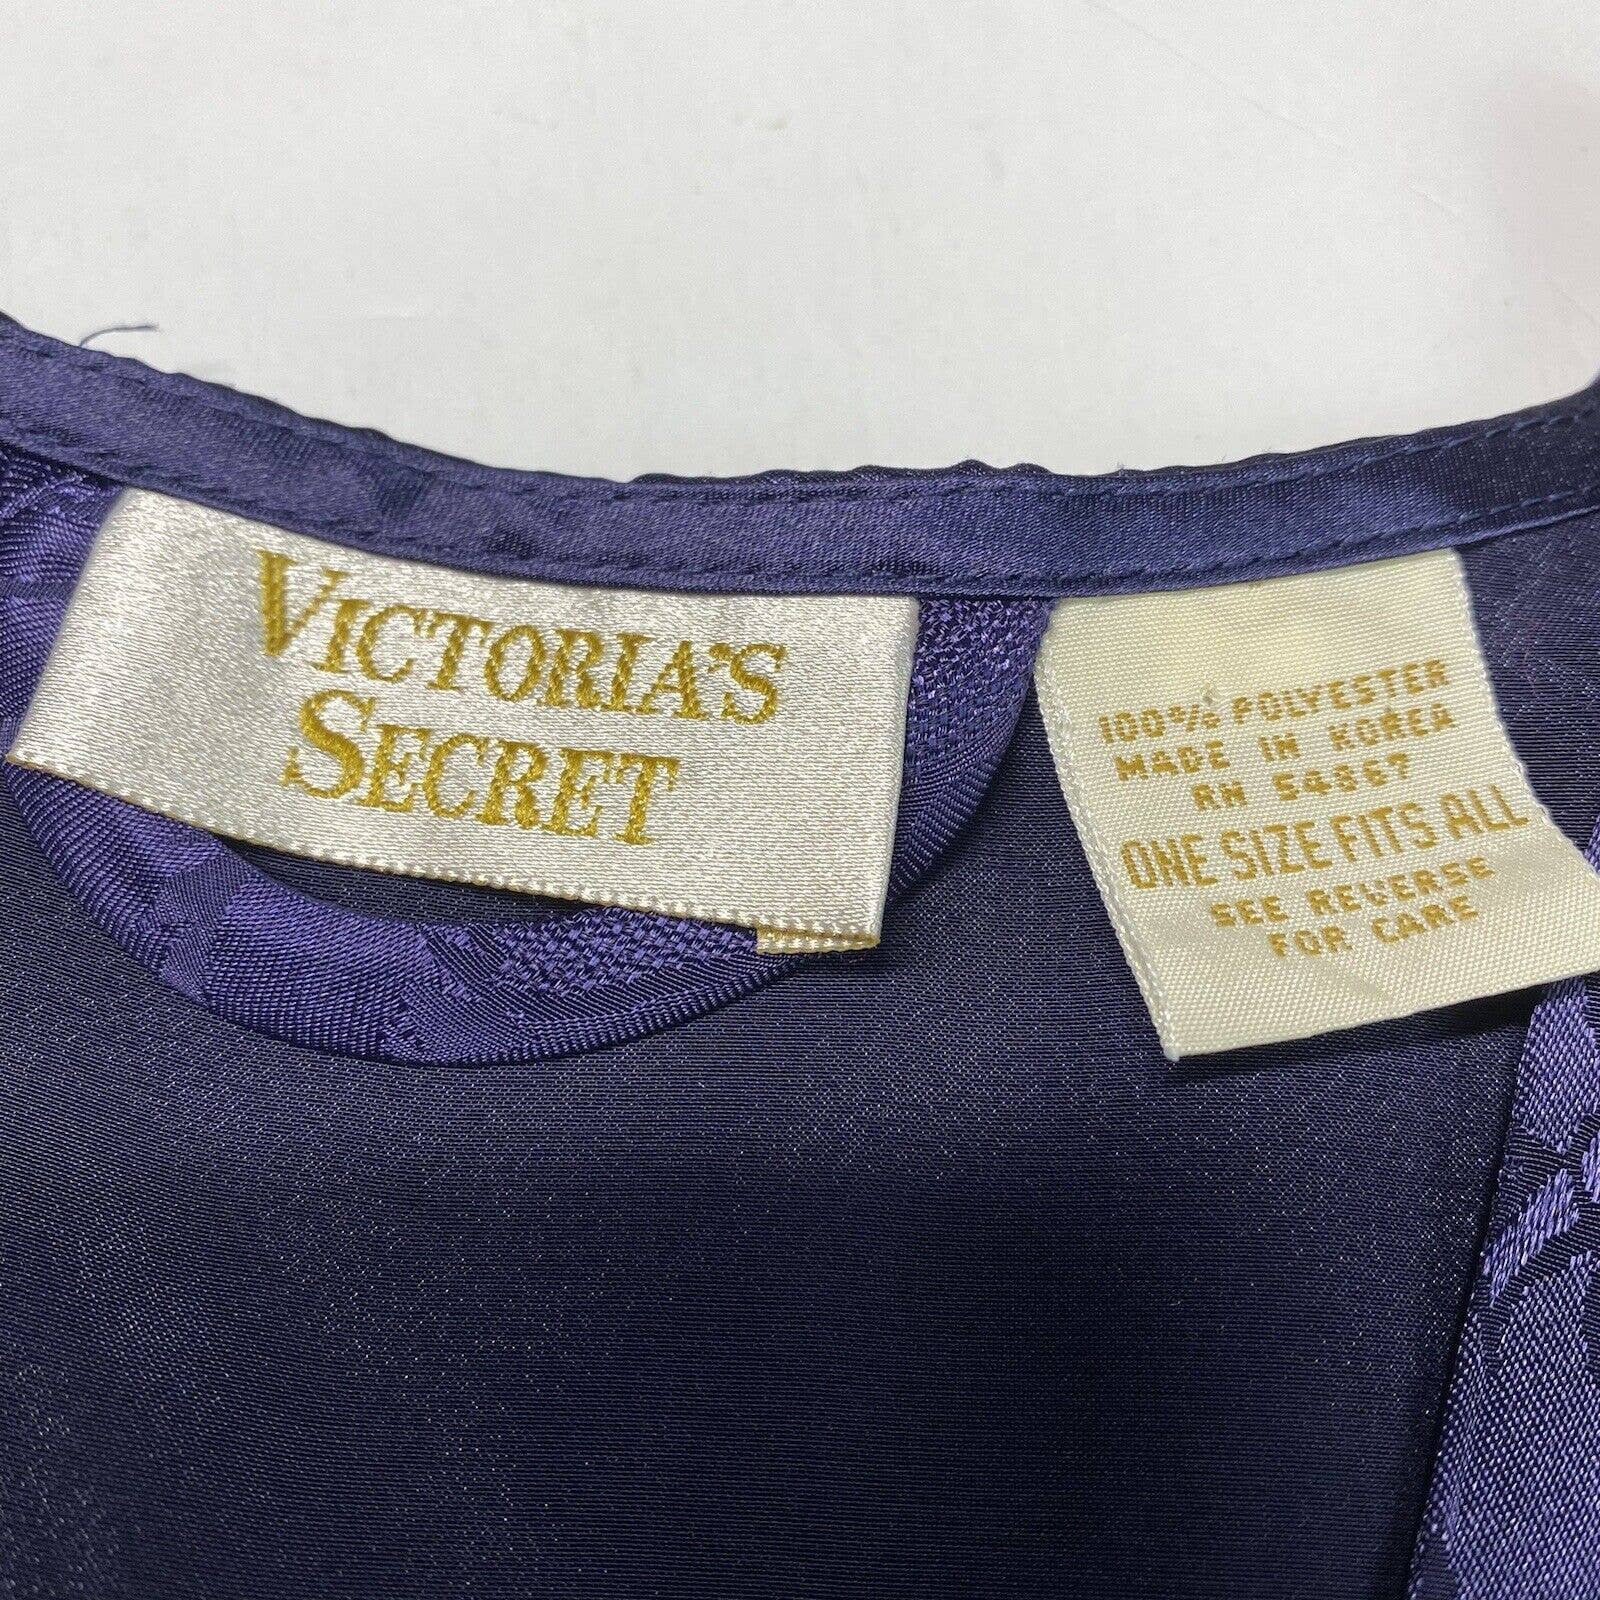 VICTORIA'S
SECRET
100% POLYESTER
MADE IN KOREA
RN 54867
ONE SIZE FITS ALL
SEE REVERSE
FOR CARE